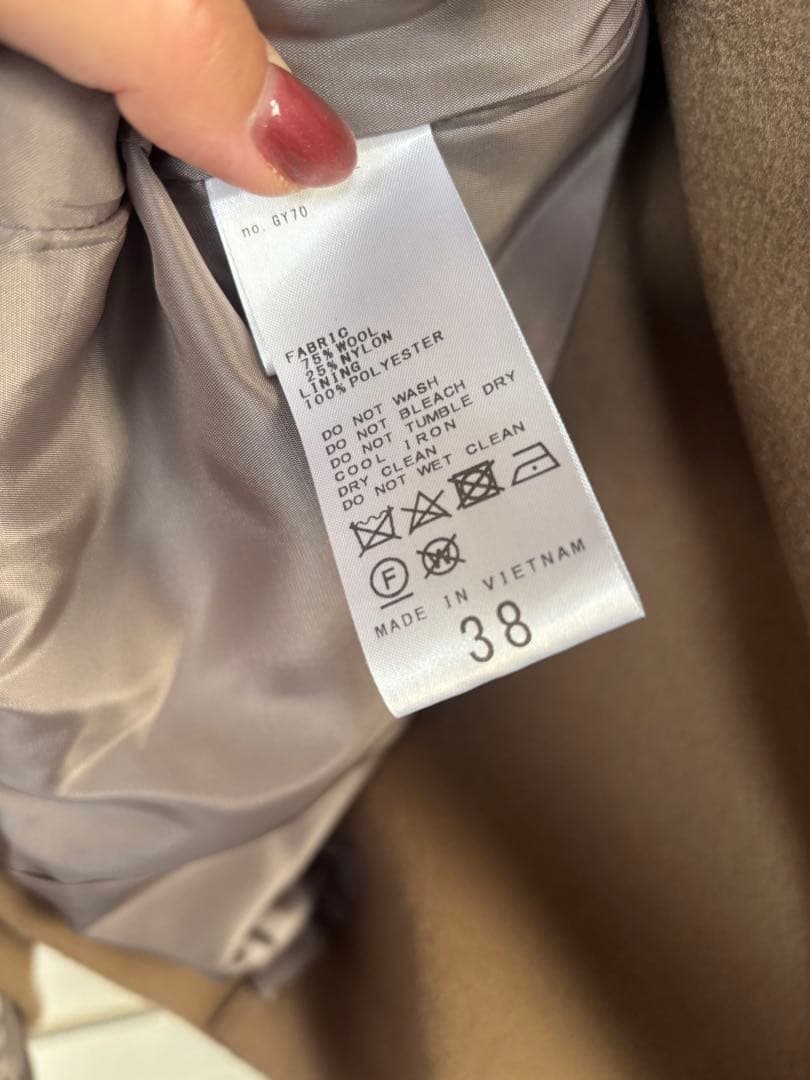 no. GY70
FABRIC
75% WOOL
25% NYLON
LINING
100% POLYESTER
DO NOT WASH
DO NOT BLEACH
DO NOT TUMBLE DRY
COOL IRON
DRY CLEAN
DO NOT WET CLEAN
F W
MADE IN VIETNAM
38